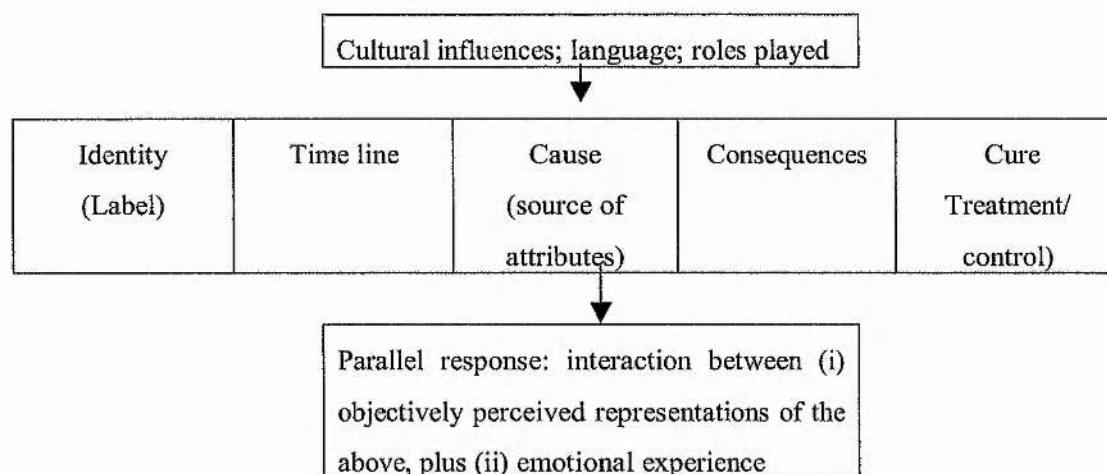 Cultural influences; language; roles played
Identity
(Label)
Time line
Cause
(source of
attributes)
Consequences
Cure
Treatment/
control)
Parallel response: interaction between (i)
objectively perceived representations of the
above, plus (ii) emotional experience